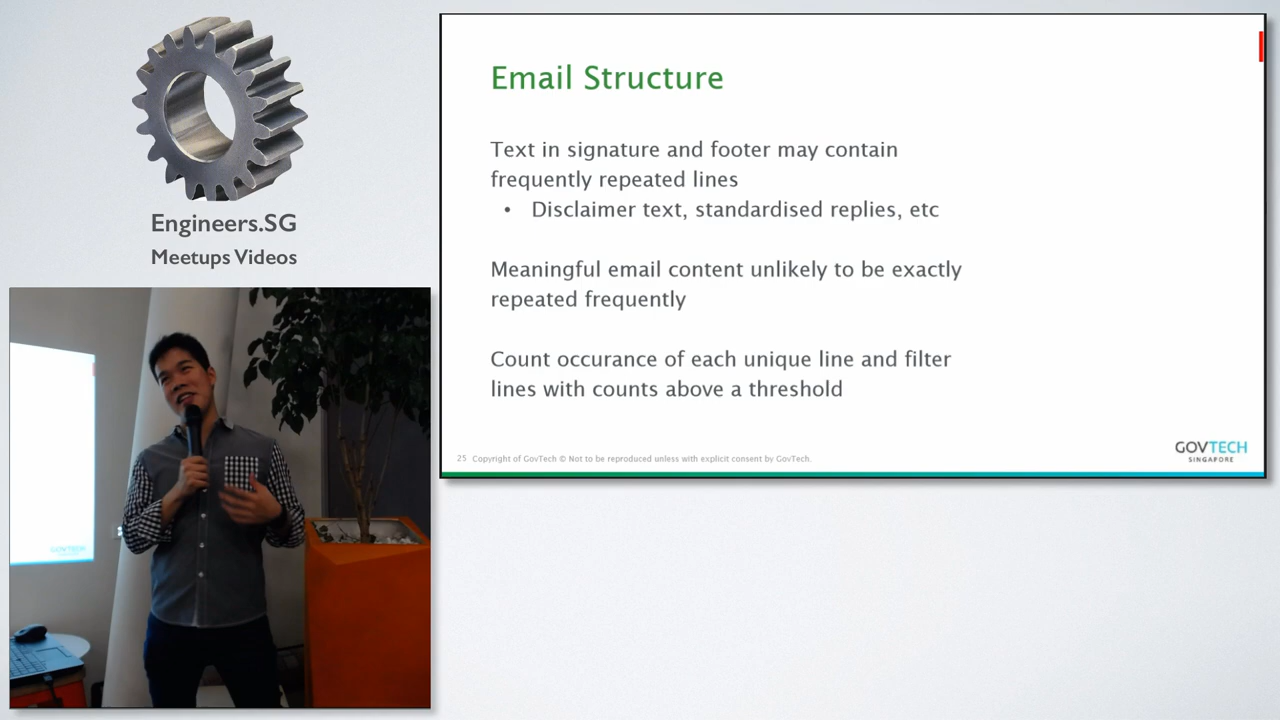 Engineers.SG
Meetups Videos
Email Structure
Text in signature and footer may contain
frequently repeated lines
• Disclaimer text, standardised replies, etc
Meaningful email content unlikely to be exactly
repeated frequently
Count occurance of each unique line and filter
lines with counts above a threshold
25 Copyright of GovTech © Not to be reproduced unless with explicit consent by GovTech.
GOVTECH
SINGAPORE
GOVTECH